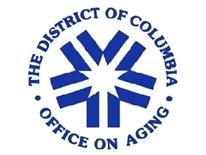 THE DISTRICT OF COLUMBIA
OFFICE ON AGING